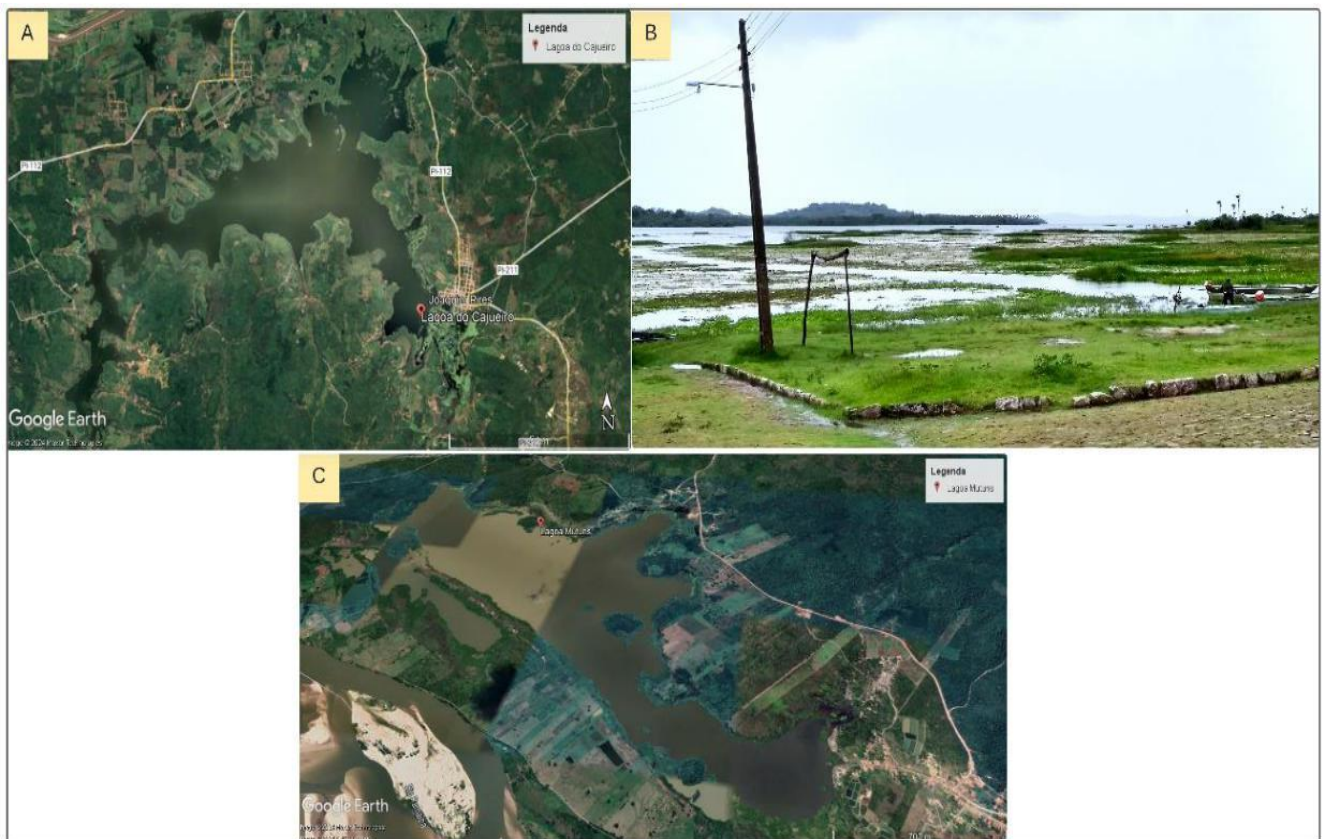 A
Legenda
Lagoa do Cajueiro
PI-112
PI-112
PI-211
Joaquim Pires
Lagoa do Cajueiro
N
Google Earth
B
C
Legenda
Lagoa Mutuns
Lagoa Mutuns
Google Earth